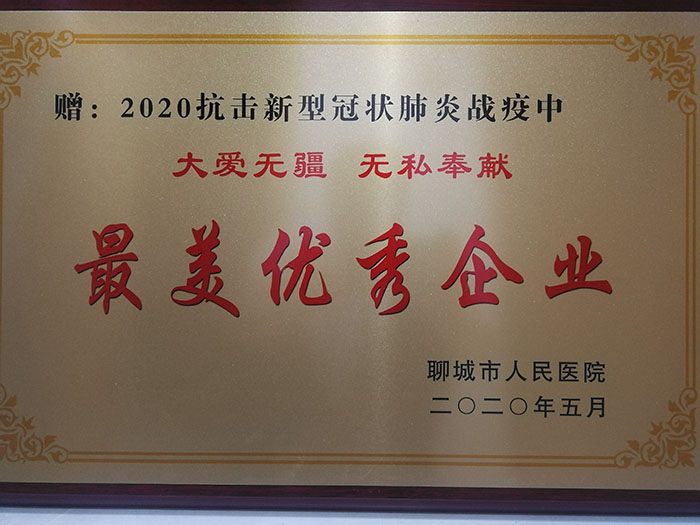 赠：2020抗击新型冠状肺炎战疫中
大爱无疆 无私奉献
最美优秀企业
聊城市人民医院
二〇二〇年五月